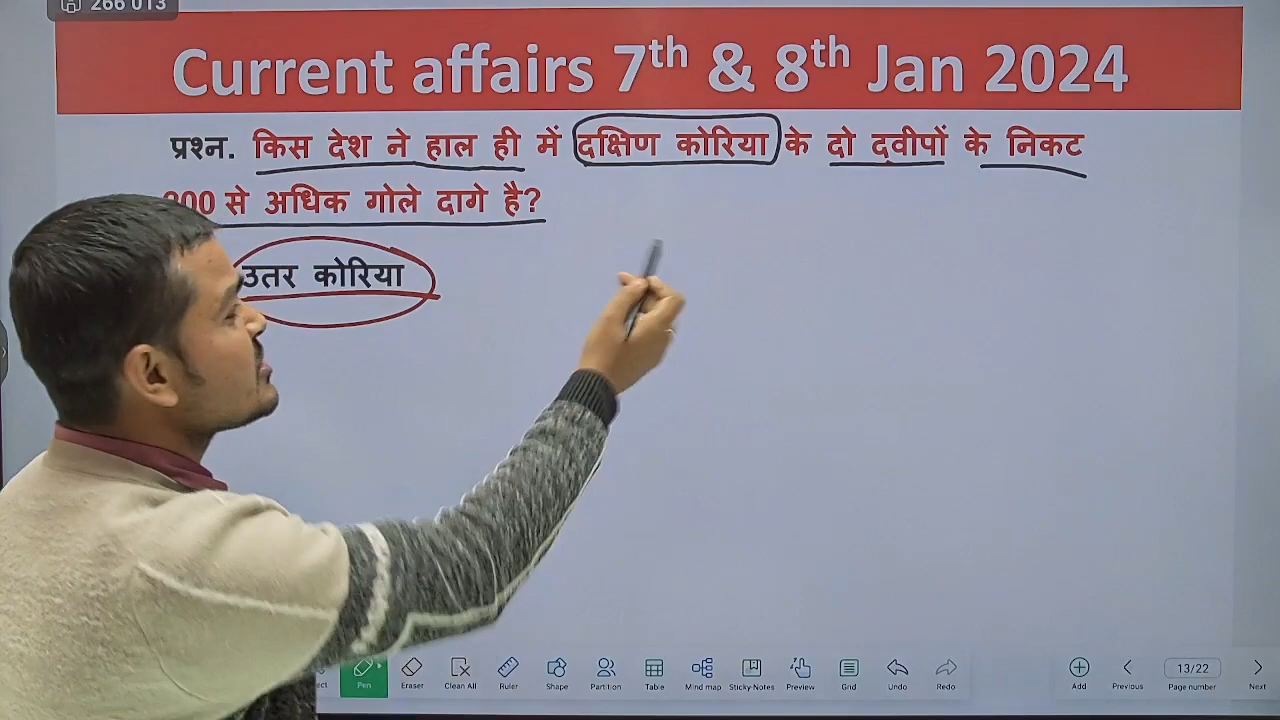 266 013
Current affairs 7th & 8th Jan 2024
प्रश्न. किस देश ने हाल ही में दक्षिण कोरिया के दो द्वीपों के निकट
200 से अधिक गोले दागे है?
उतर कोरिया
Pen Eraser Clean All Ruler Shape Partition Table Mind map Sticky-Notes Preview Grid Undo Redo Add Previous 13/22 Page number Next